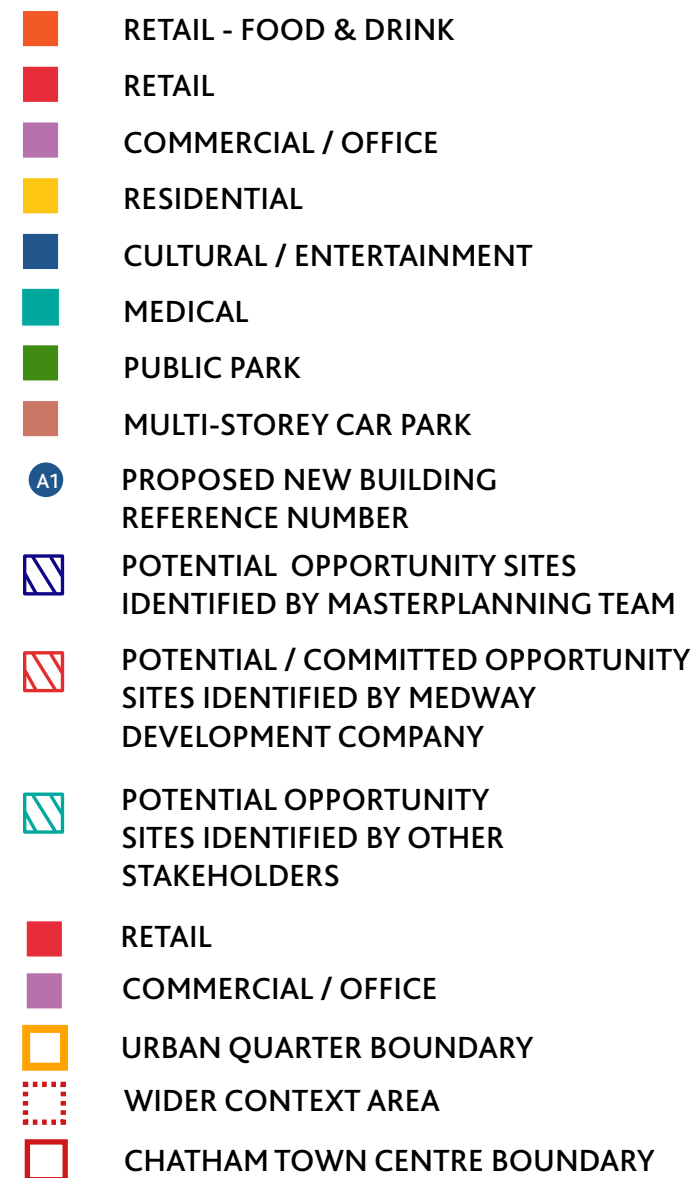 RETAIL - FOOD & DRINK
RETAIL
COMMERCIAL / OFFICE
RESIDENTIAL
CULTURAL / ENTERTAINMENT
MEDICAL
PUBLIC PARK
MULTI-STOREY CAR PARK
A1 PROPOSED NEW BUILDING
REFERENCE NUMBER
POTENTIAL OPPORTUNITY SITES
IDENTIFIED BY MASTERPLANNING TEAM
POTENTIAL / COMMITTED OPPORTUNITY
SITES IDENTIFIED BY MEDWAY
DEVELOPMENT COMPANY
POTENTIAL OPPORTUNITY
SITES IDENTIFIED BY OTHER
STAKEHOLDERS
RETAIL
COMMERCIAL / OFFICE
URBAN QUARTER BOUNDARY
WIDER CONTEXT AREA
CHATHAM TOWN CENTRE BOUNDARY